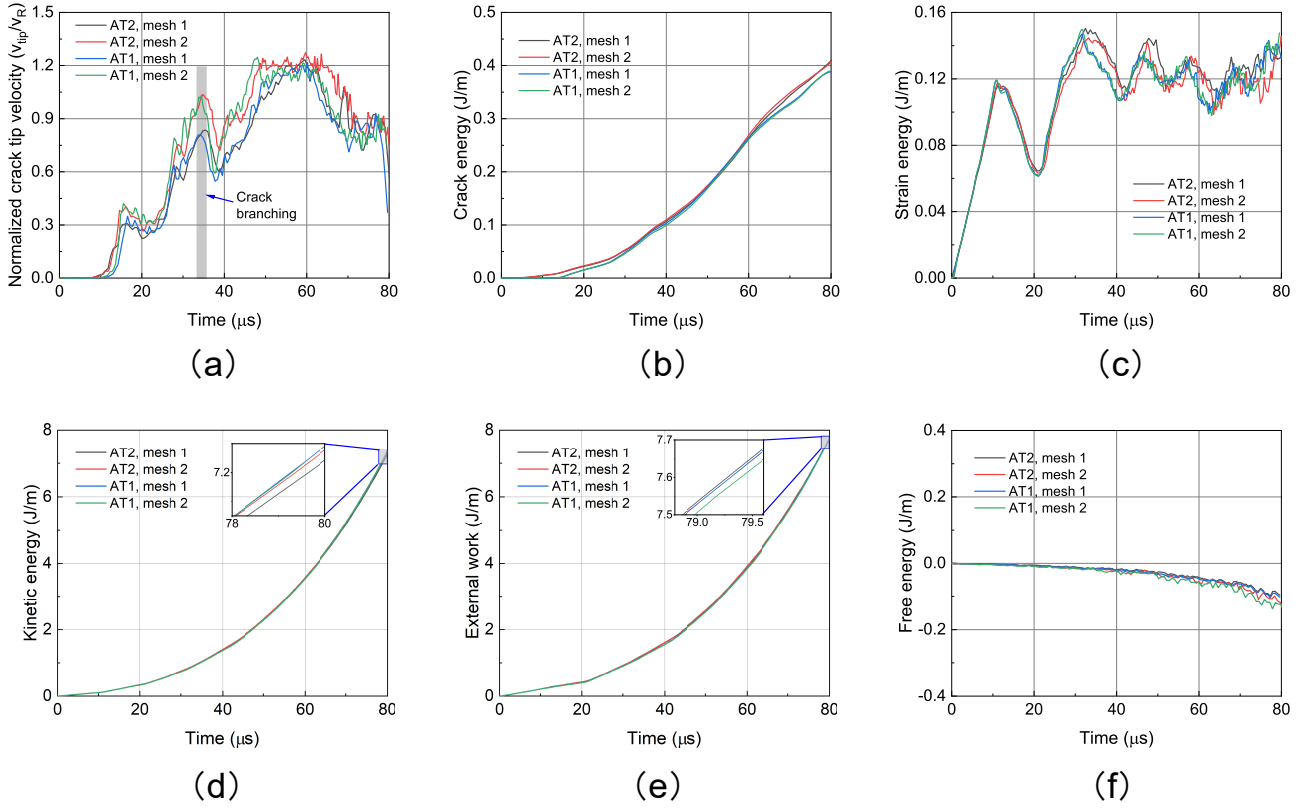 AT2, mesh 1
AT2, mesh 2
AT1, mesh 1
AT1, mesh 2
Crack
branching
Normalized crack tip velocity (v_tip/v_R)
1.5
1.2
0.9
0.6
0.3
0.0
0 20 40 60 80
Time (μs)
(a)
AT2, mesh 1
AT2, mesh 2
AT1, mesh 1
AT1, mesh 2
Crack energy (J/m)
0.5
0.4
0.3
0.2
0.1
0.0
0 20 40 60 80
Time (μs)
(b)
AT2, mesh 1
AT2, mesh 2
AT1, mesh 1
AT1, mesh 2
Strain energy (J/m)
0.16
0.12
0.08
0.04
0.00
0 20 40 60 80
Time (μs)
(c)
AT2, mesh 1
AT2, mesh 2
AT1, mesh 1
AT1, mesh 2
7.2
78 80
Kinetic energy (J/m)
8
6
4
2
0
0 20 40 60 80
Time (μs)
(d)
AT2, mesh 1
AT2, mesh 2
AT1, mesh 1
AT1, mesh 2
7.7
7.6
7.5
79.0 79.5
External work (J/m)
8
6
4
2
0
0 20 40 60 80
Time (μs)
(e)
AT2, mesh 1
AT2, mesh 2
AT1, mesh 1
AT1, mesh 2
Free energy (J/m)
0.4
0.2
0.0
-0.2
-0.4
0 20 40 60 80
Time (μs)
(f)